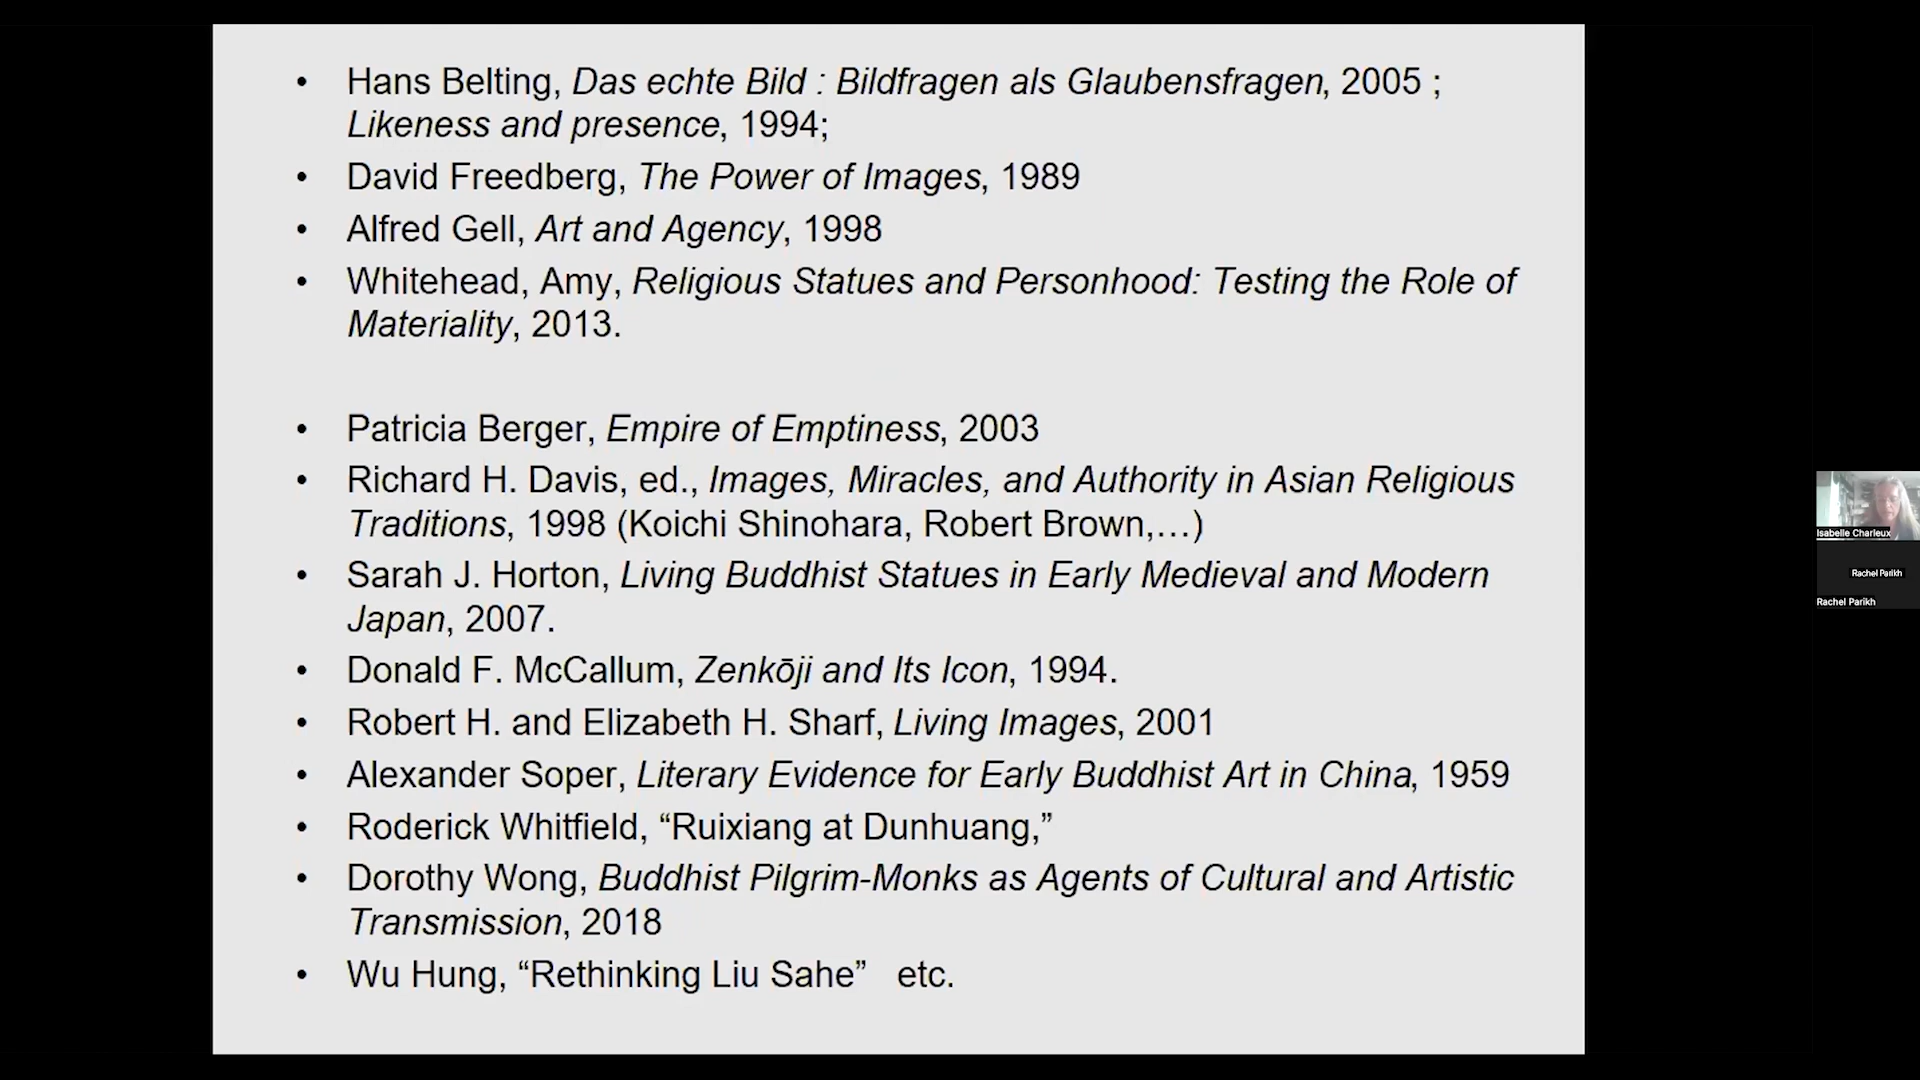 • Hans Belting, Das echte Bild : Bildfragen als Glaubensfragen, 2005 ;
Likeness and presence, 1994;
• David Freedberg, The Power of Images, 1989
• Alfred Gell, Art and Agency, 1998
• Whitehead, Amy, Religious Statues and Personhood: Testing the Role of
Materiality, 2013.
• Patricia Berger, Empire of Emptiness, 2003
• Richard H. Davis, ed., Images, Miracles, and Authority in Asian Religious
Traditions, 1998 (Koichi Shinohara, Robert Brown,…)
• Sarah J. Horton, Living Buddhist Statues in Early Medieval and Modern
Japan, 2007.
• Donald F. McCallum, Zenkōji and Its Icon, 1994.
• Robert H. and Elizabeth H. Sharf, Living Images, 2001
• Alexander Soper, Literary Evidence for Early Buddhist Art in China, 1959
• Roderick Whitfield, “Ruixiang at Dunhuang,”
• Dorothy Wong, Buddhist Pilgrim-Monks as Agents of Cultural and Artistic
Transmission, 2018
• Wu Hung, “Rethinking Liu Sahe” etc.
Isabelle Charleux
Rachel Parikh
Rachel Parikh